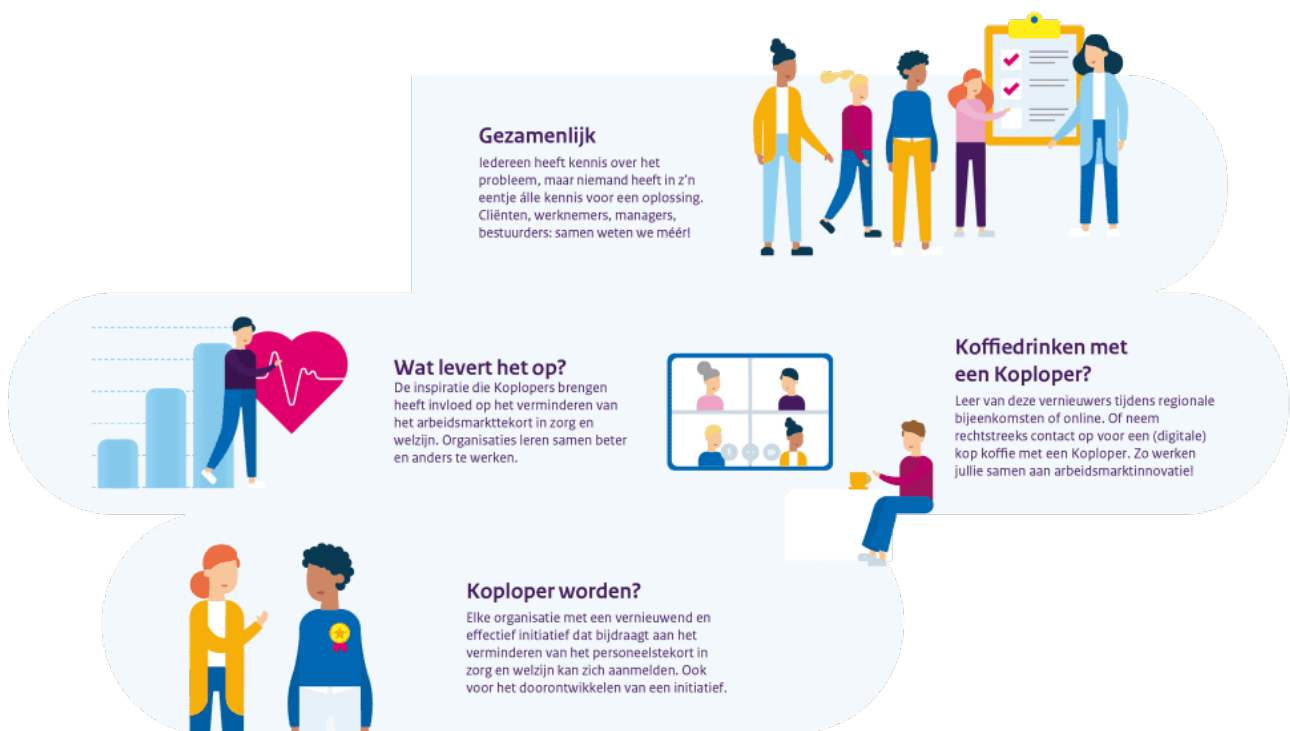 Gezamenlijk
Iedereen heeft kennis over het
probleem, maar niemand heeft in z'n
eentje álle kennis voor een oplossing.
Cliënten, werknemers, managers,
bestuurders: samen weten we méér!
Wat levert het op?
De inspiratie die Koplopers brengen
heeft invloed op het verminderen van
het arbeidsmarkttekort in zorg en
welzijn. Organisaties leren samen beter
en anders te werken.
Koffiedrinken met
een Koploper?
Leer van deze vernieuwers tijdens regionale
bijeenkomsten of online. Of neem
rechtstreeks contact op voor een (digitale)
kop koffie met een Koploper. Zo werken
jullie samen aan arbeidsmarktinnovatie!
Koploper worden?
Elke organisatie met een vernieuwend en
effectief initiatief dat bijdraagt aan het
verminderen van het personeelstekort in
zorg en welzijn kan zich aanmelden. Ook
voor het doorontwikkelen van een initiatief.